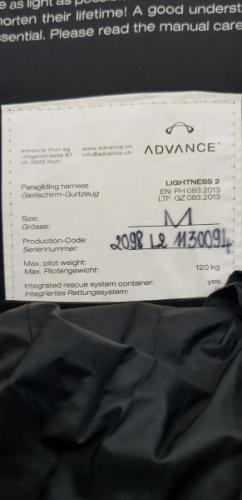 e as light as possible
horten their lifetime! A good underst
ssential. Please read the manual care
advance thun ag www.advance.ch
uttigenstrasse 87 info@advance.ch
ch 3600 thun
ADVANCE
Paragliding harness LIGHTNESS 2
Gleitschirm-Gurtzeug EN: PH 083.2013
LTF: GZ 083.2013
Size: M
Grösse:
Production-Code: 2098 L2 M30094
Seriennummer:
Max. pilot weight: 120 kg
Max. Pilotengewicht:
Integrated rescue system container: yes
Integriertes Rettungssystem: